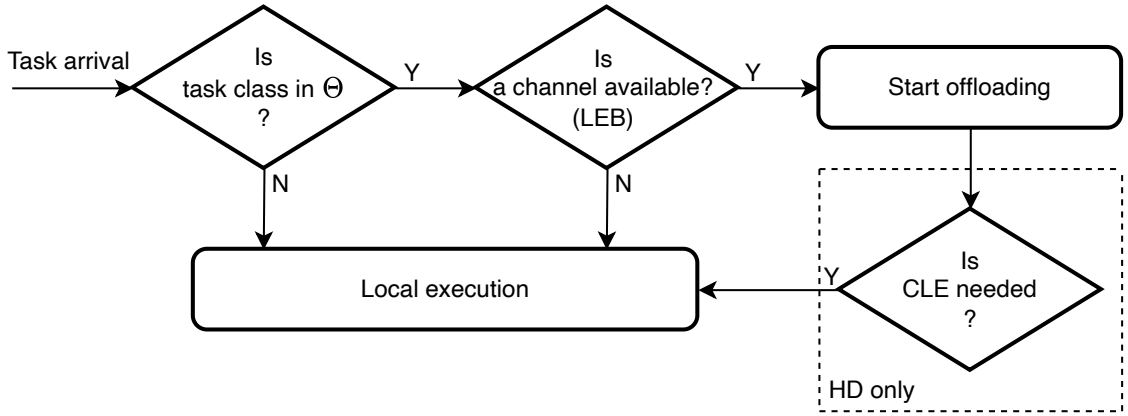 Task arrival
Is
task class in Θ
?
Y
N
Is
a channel available?
(LEB)
Y
N
Start offloading
Local execution
Y
Is
CLE needed
?
HD only